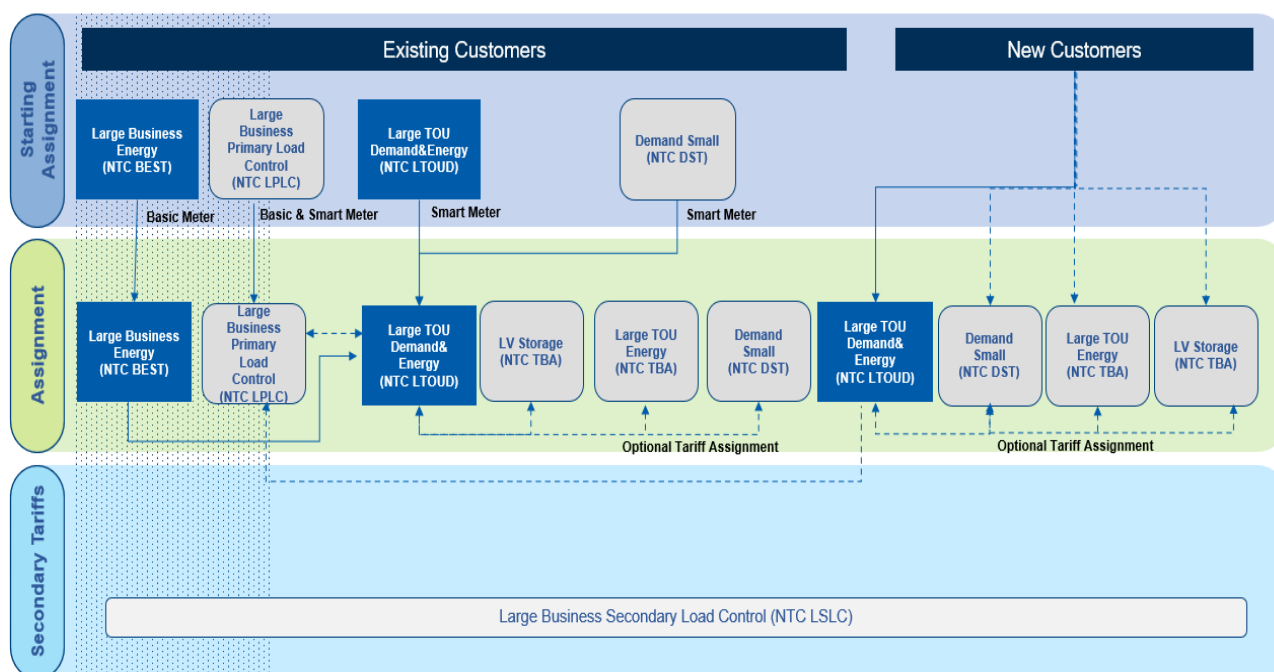 Existing Customers
New Customers
Starting
Assignment
Large Business
Energy
(NTC BEST)
Large
Business
Primary Load
Control
(NTC LPLC)
Large TOU
Demand&Energy
(NTC LTOUD)
Demand Small
(NTC DST)
Basic Meter
Basic & Smart Meter
Smart Meter
Smart Meter
Assignment
Large Business
Energy
(NTC BEST)
Large
Business
Primary
Load
Control
(NTC LPLC)
Large TOU
Demand&
Energy
(NTC LTOUD)
LV Storage
(NTC TBA)
Large TOU
Energy
(NTC TBA)
Demand
Small
(NTC DST)
Large TOU
Demand&
Energy
(NTC LTOUD)
Demand
Small
(NTC DST)
Large TOU
Energy
(NTC TBA)
LV Storage
(NTC TBA)
Optional Tariff Assignment
Optional Tariff Assignment
Secondary Tariffs
Large Business Secondary Load Control (NTC LSLC)